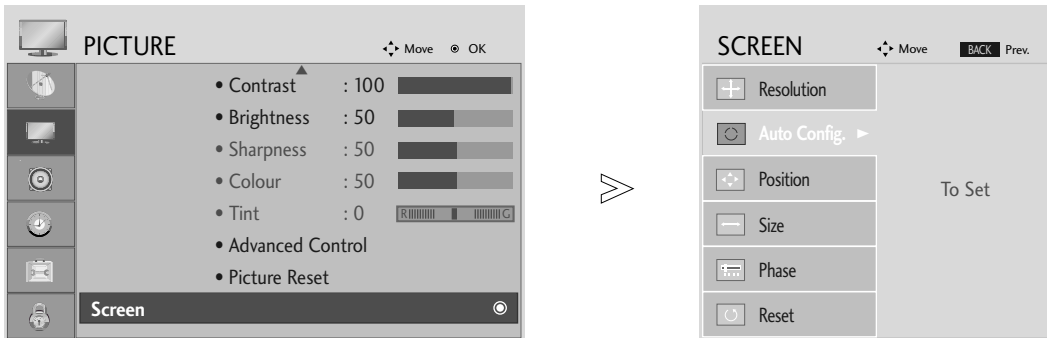 PICTURE Move OK
• Contrast : 100
• Brightness : 50
• Sharpness : 50
• Colour : 50
• Tint : 0 R G
• Advanced Control
• Picture Reset
Screen
SCREEN Move BACK Prev.
Resolution
Auto Config.
Position
Size
Phase
Reset
To Set